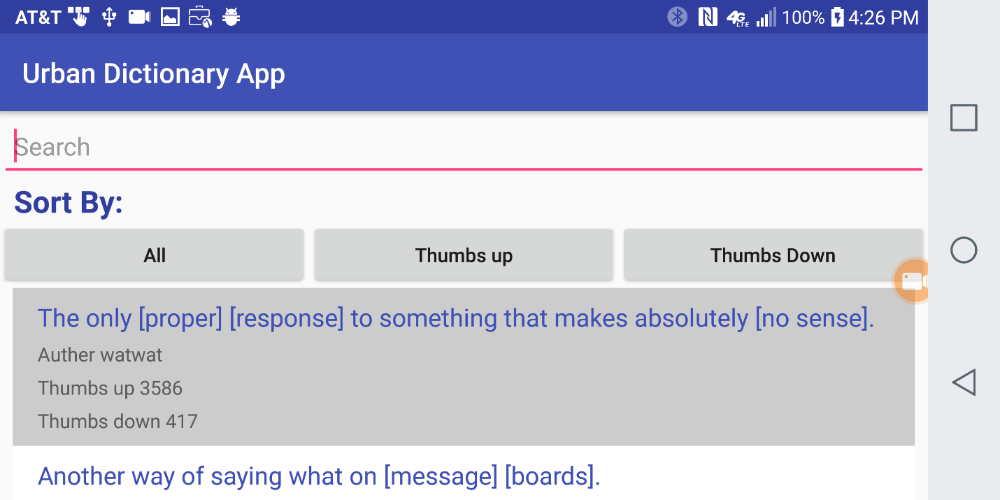 AT&T 4G LTE 100% 4:26 PM
Urban Dictionary App
Search
Sort By:
All Thumbs up Thumbs Down
The only [proper] [response] to something that makes absolutely [no sense].
Auther watwat
Thumbs up 3586
Thumbs down 417
Another way of saying what on [message] [boards].